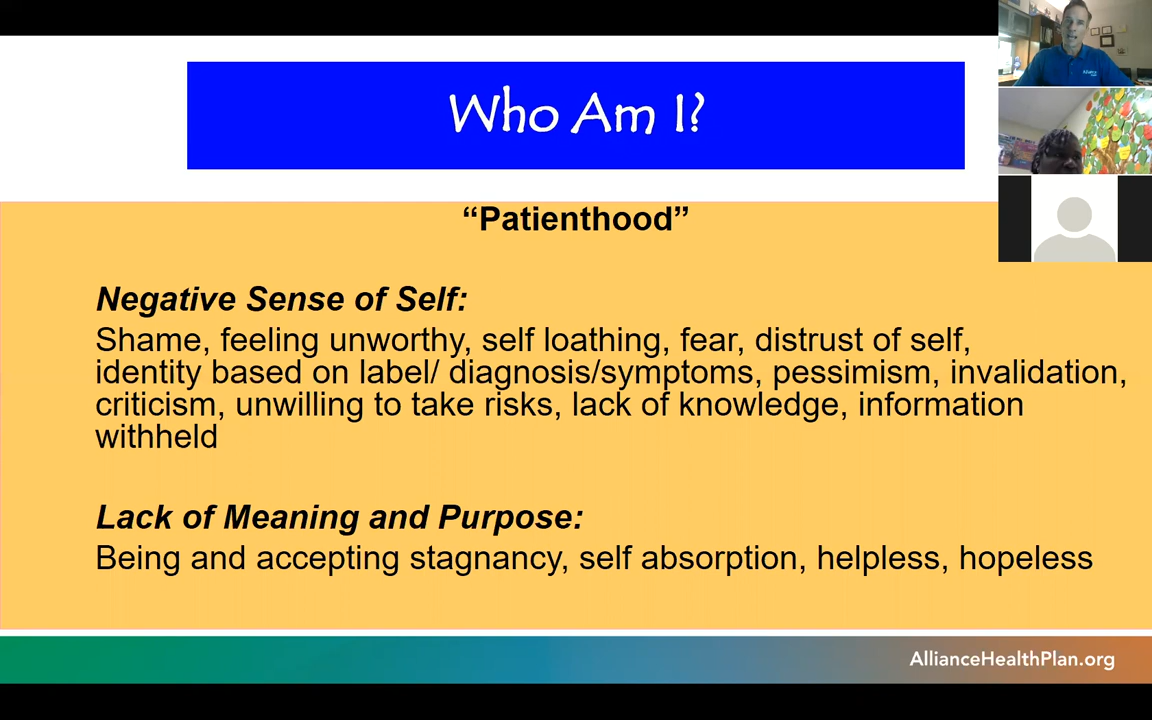 Who Am I?
“Patienthood”
Negative Sense of Self:
Shame, feeling unworthy, self loathing, fear, distrust of self,
identity based on label/ diagnosis/symptoms, pessimism, invalidation,
criticism, unwilling to take risks, lack of knowledge, information
withheld
Lack of Meaning and Purpose:
Being and accepting stagnancy, self absorption, helpless, hopeless
AllianceHealthPlan.org